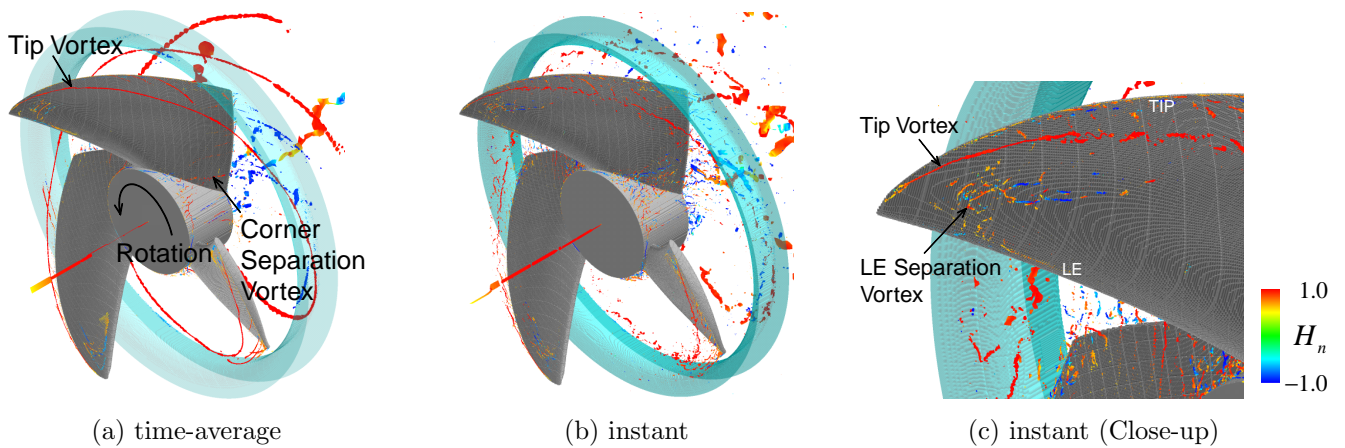 Tip Vortex
Rotation
Corner
Separation
Vortex
(a) time-average
(b) instant
TIP
Tip Vortex
LE Separation
Vortex
LE
1.0
H_n
−1.0
(c) instant (Close-up)